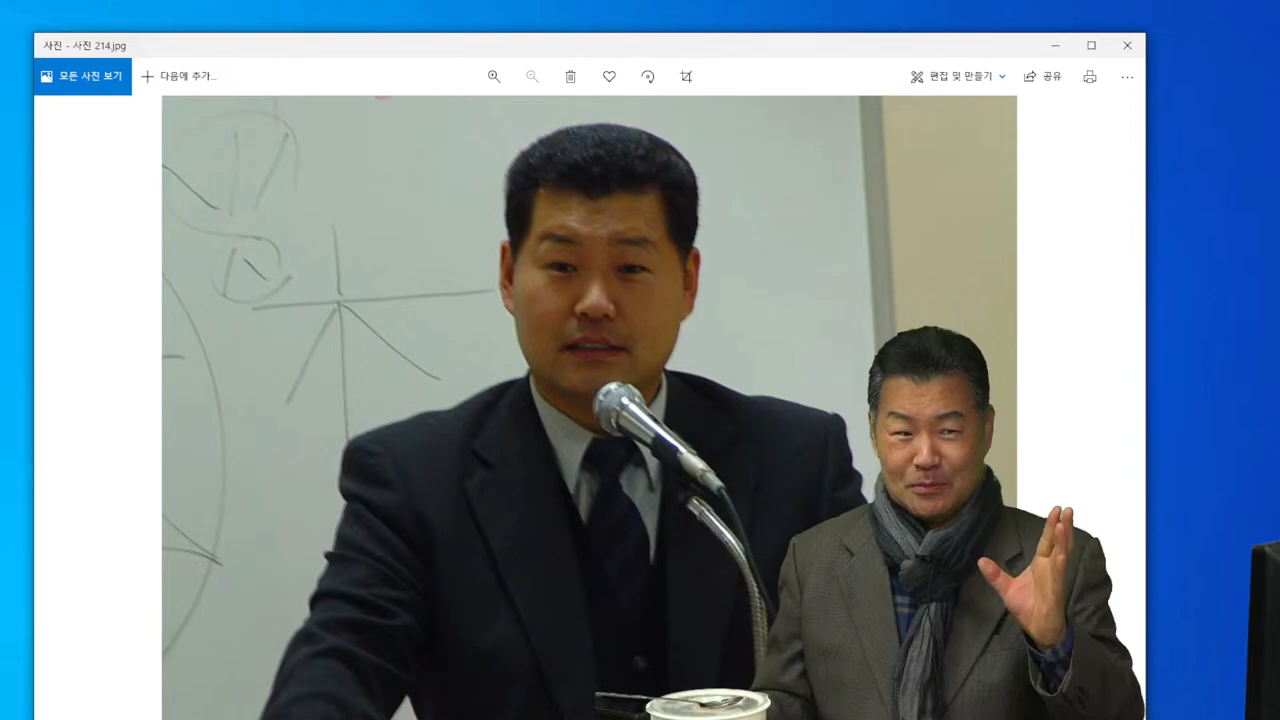 사진 - 사진 214.jpg
모든 사진 보기
다음에 추가...
편집 및 만들기
공유
木